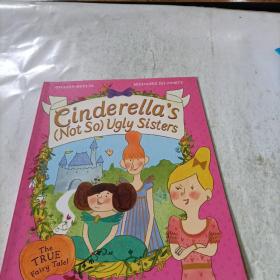 Cinderella's
(Not So) Ugly Sisters
The
TRUE
Fairy Tale!